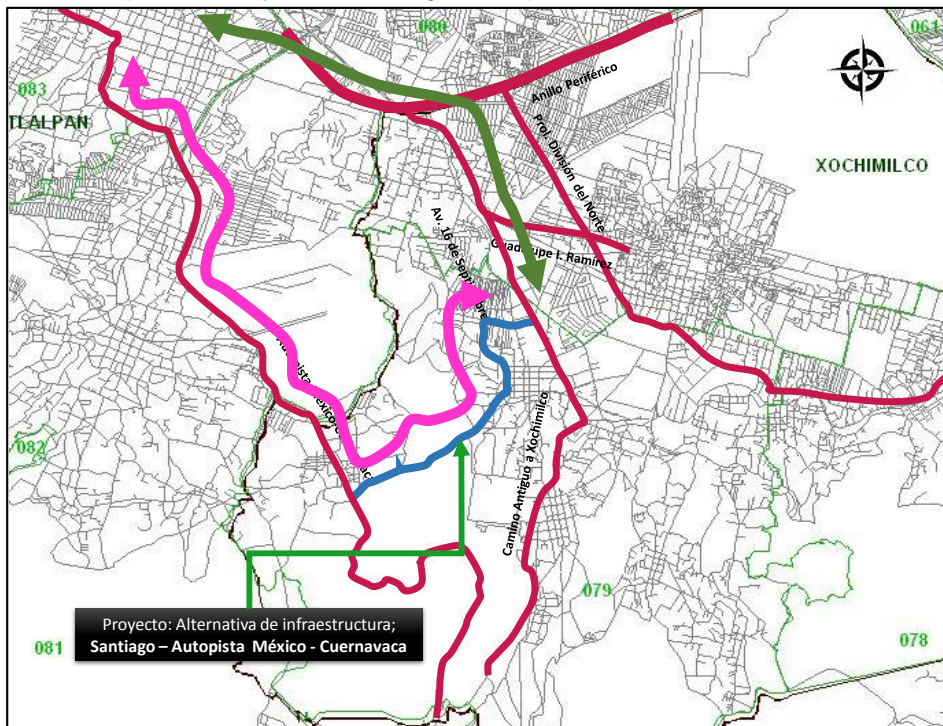 080
061
083
TLALPAN
Anillo Periférico
Prol. División del Norte
XOCHIMILCO
Av. 16 de Septiembre
Guadalupe I. Ramírez
082
Camino Antiguo a Xochimilco
079
Proyecto: Alternativa de infraestructura;
Santiago – Autopista México - Cuernavaca
081
078